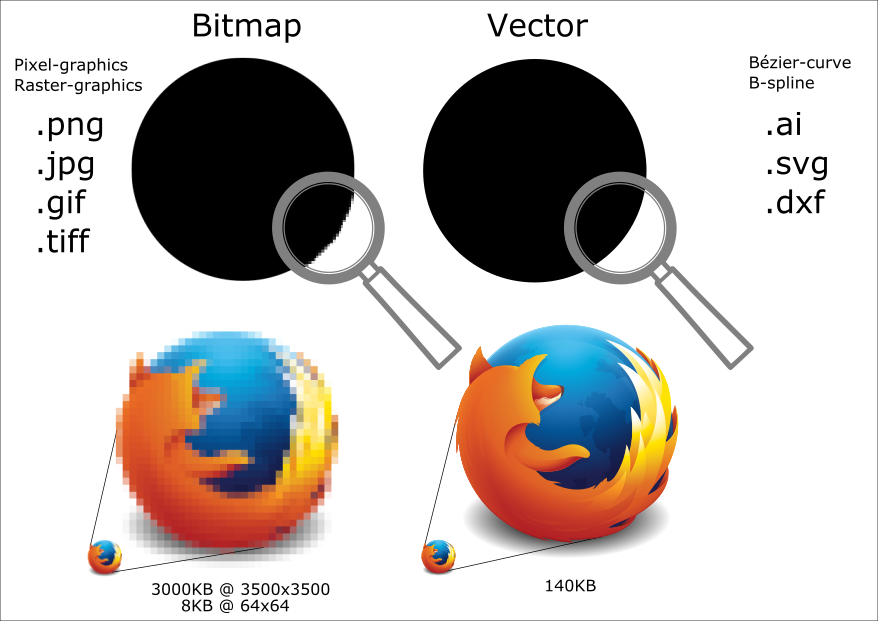 Bitmap
Vector
Pixel-graphics
Raster-graphics
.png
.jpg
.gif
.tiff
Bézier-curve
B-spline
.ai
.svg
.dxf
3000KB @ 3500x3500
8KB @ 64x64
140KB